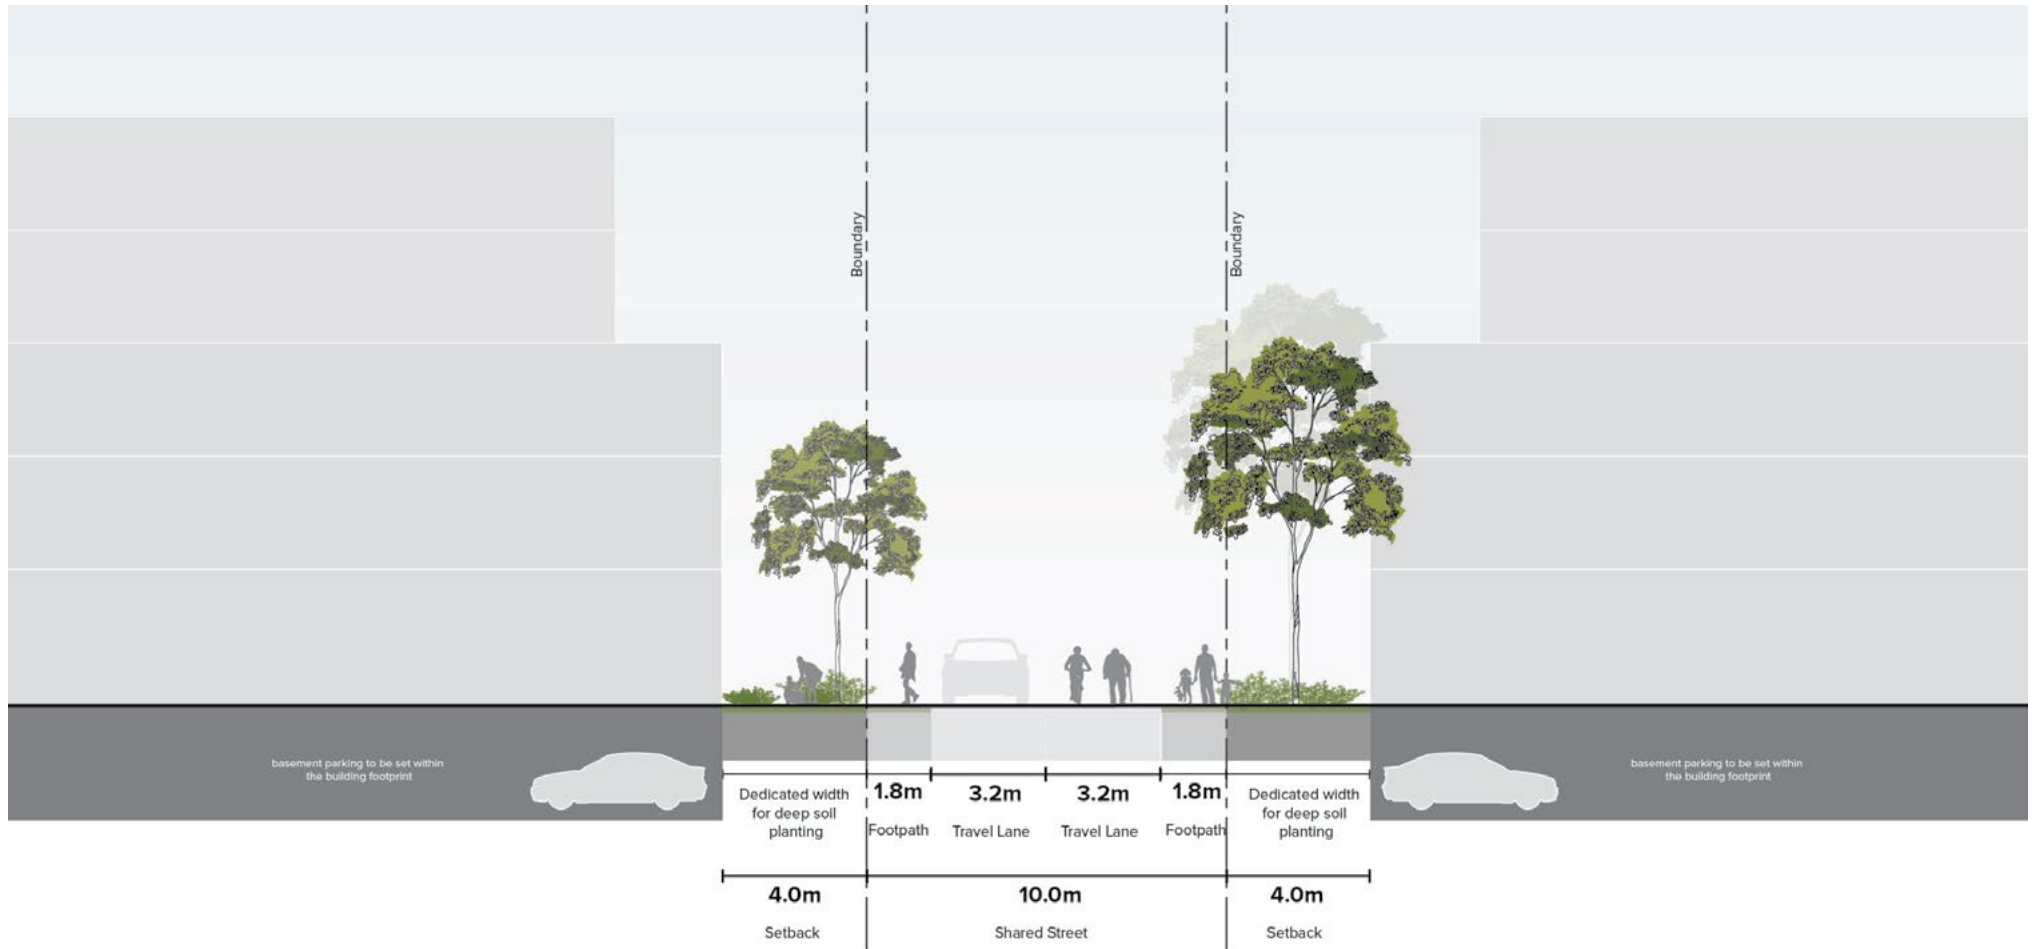 Boundary
Boundary
basement parking to be set within
the building footprint
basement parking to be set within
the building footprint
1.8m
3.2m
3.2m
1.8m
Dedicated width
for deep soil
planting
Footpath
Travel Lane
Travel Lane
Footpath
Dedicated width
for deep soil
planting
4.0m
10.0m
4.0m
Setback
Shared Street
Setback